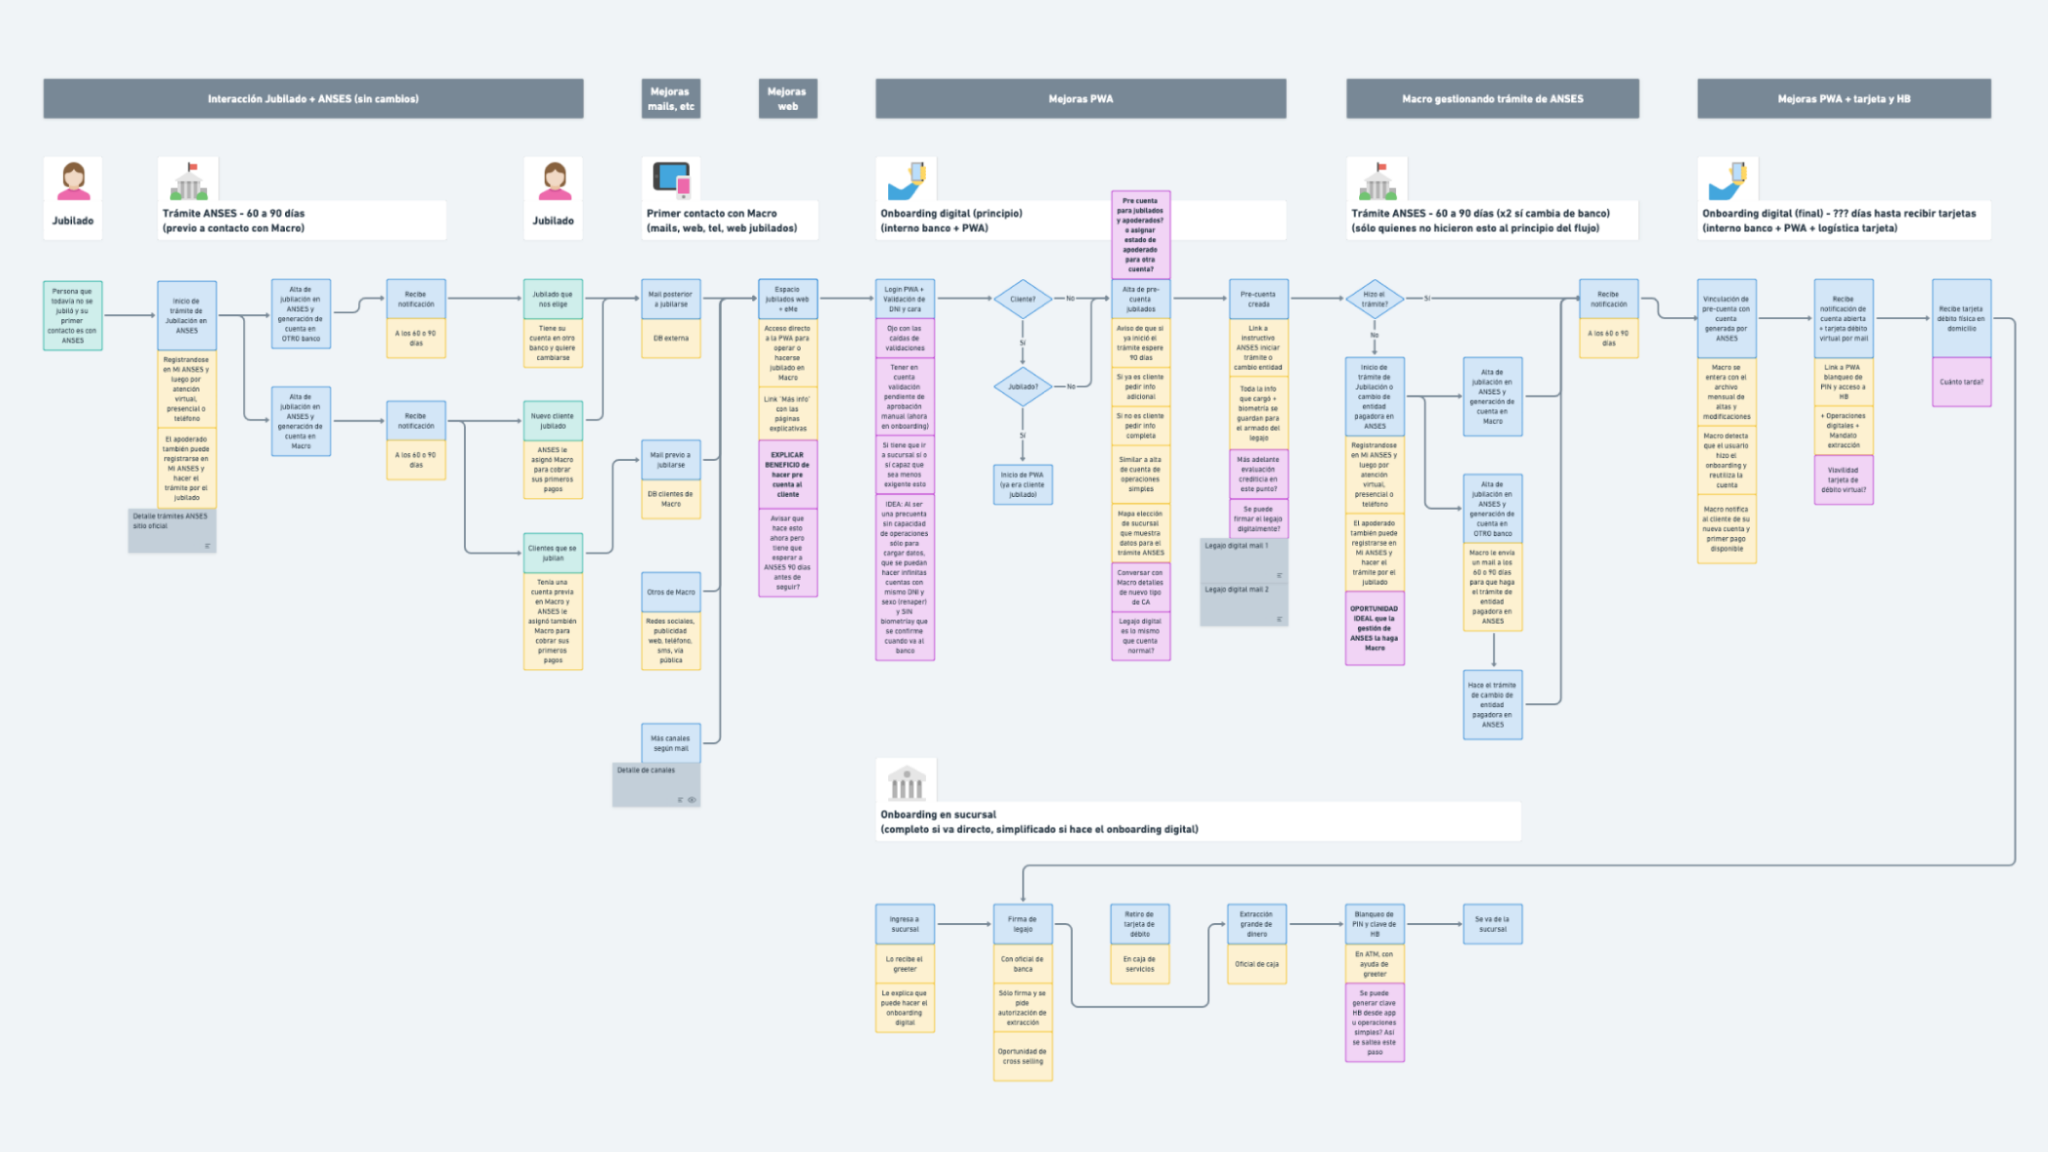 Interacción Jubilado + ANSES (sin cambios)
Mejoras
mails, etc
Mejoras
web
Mejoras PWA
Macro gestionando trámite de ANSES
Mejoras PWA + tarjeta y HB
Jubilado
Trámite ANSES - 60 a 90 días
(previo a contacto con Macro)
Jubilado
Primer contacto con Macro
(mails, web, tel, web jubilados)
Onboarding digital (principio)
(interno banco + PWA)
Pre cuenta
para jubilados
y apoderados?
o asignar
estado de
apoderado
para otra
cuenta?
Trámite ANSES - 60 a 90 días (x2 sí cambia de banco)
(sólo quienes no hicieron esto al principio del flujo)
Onboarding digital (final) - ??? días hasta recibir tarjetas
(interno banco + PWA + logística tarjeta)
Persona que
todavía no se
jubiló y su
primer
contacto es con
ANSES
Inicio de
trámite de
Jubilación en
ANSES
Registrandose
en Mi ANSES y
luego por
atención
virtual,
presencial o
teléfono
El apoderado
también puede
registrarse en
Mi ANSES y
hacer el
trámite por el
jubilado
Detalle trámites ANSES
sitio oficial
Alta de
jubilación en
ANSES y
generación de
cuenta en
OTRO banco
Alta de
jubilación en
ANSES y
generación de
cuenta en
Macro
Recibe
notificación
A los 60 o 90
días
Recibe
notificación
A los 60 o 90
días
Jubilado que
nos elige
Tiene su
cuenta en otro
banco y quiere
cambiarse
Nuevo cliente
jubilado
ANSES le
asignó Macro
para cobrar
sus primeros
pagos
Clientes que se
jubilan
Tenía una
cuenta previa
en Macro y
ANSES le
asignó también
Macro para
cobrar sus
primeros
pagos
Mail posterior
a jubilarse
DB externa
Mail previo a
jubilarse
DB clientes de
Macro
Otros de Macro
Redes sociales,
publicidad
web, teléfono,
sms, vía
pública
Más canales
según mail
Detalle de canales
Espacio
jubilados web
+ eMe
Acceso directo
a la PWA para
operar o
hacerse
jubilado en
Macro
Link "Más info"
con las
páginas
explicativas
EXPLICAR
BENEFICIO de
hacer pre
cuenta al
cliente
Avisar que
hace esto
ahora pero
tiene que
esperar a
ANSES 90 días
antes de
seguir?
Login PWA +
Validación de
DNI y cara
Ojo con las
caídas de
validaciones
Tener en
cuenta
validación
pendiente de
aprobación
manual (ahora
en onboarding)
Si tiene que ir
a sucursal sí o
sí capaz que
sea menos
exigente esto
IDEA: Al ser
una precuenta
sin capacidad
de operaciones
sólo para
cargar datos,
que se puedan
hacer infinitas
cuentas con
mismo DNI y
sexo (renaper)
y SIN
biometríay que
se confirme
cuando va al
banco
Cliente?
No
Sí
Jubilado?
No
Sí
Inicio de PWA
(ya era cliente
jubilado)
Alta de pre-
cuenta
jubilados
Aviso de que si
ya inició el
trámite espere
90 días
Si ya es cliente
pedir info
adicional
Si no es cliente
pedir info
completa
Similar a alta
de cuenta de
operaciones
simples
Mapa elección
de sucursal
que muestra
datos para el
trámite ANSES
Conversar con
Macro detalles
de nuevo tipo
de CA
Legajo digital
es lo mismo
que cuenta
normal?
Pre-cuenta
creada
Link a
instructivo
ANSES iniciar
trámite o
cambio entidad
Toda la info
que cargó +
biometría se
guardan para
el armado del
legajo
Más adelante
evaluación
crediticia en
este punto?
Se puede
firmar el legajo
digitalmente?
Legajo digital mail 1
Legajo digital mail 2
Hizo el
trámite?
Sí
No
Inicio de
trámite de
Jubilación o
cambio de
entidad
pagadora en
ANSES
Registrandose
en Mi ANSES y
luego por
atención
virtual,
presencial o
teléfono
El apoderado
también puede
registrarse en
Mi ANSES y
hacer el
trámite por el
jubilado
OPORTUNIDAD
IDEAL que la
gestión de
ANSES la haga
Macro
Alta de
jubilación en
ANSES y
generación de
cuenta en
Macro
Alta de
jubilación en
ANSES y
generación de
cuenta en
OTRO banco
Macro le envía
un mail a los
60 o 90 días
para que haga
el trámite de
entidad
pagadora en
ANSES
Hace el trámite
de cambio de
entidad
pagadora en
ANSES
Recibe
notificación
A los 60 o 90
días
Vinculación de
pre-cuenta con
cuenta
generada por
ANSES
Macro se
entera con el
archivo
mensual de
altas y
modificaciones
Macro detecta
que el usuario
hizo el
onboarding y
reutiliza la
cuenta
Macro notifica
al cliente de su
nueva cuenta y
primer pago
disponible
Recibe
notificación de
cuenta abierta
+ tarjeta débito
virtual por mail
Link a PWA
blanqueo de
PIN y acceso a
HB
+ Operaciones
digitales +
Mandato
extracción
Viavilidad
tarjeta de
débito virtual?
Recibe tarjeta
débito física en
domicilio
Cuánto tarda?
Onboarding en sucursal
(completo si va directo, simplificado si hace el onboarding digital)
Ingresa a
sucursal
Lo recibe el
greeter
Le explica que
puede hacer el
onboarding
digital
Firma de
legajo
Con oficial de
banca
Sólo firma y se
pide
autorización de
extracción
Oportunidad de
cross selling
Retiro de
tarjeta de
débito
En caja de
servicios
Extracción
grande de
dinero
Oficial de caja
Blanqueo de
PIN y clave de
HB
En ATM, con
ayuda de
greeter
Se puede
generar clave
HB desde app
u operaciones
simples? Así
se saltea este
paso
Se va de la
sucursal